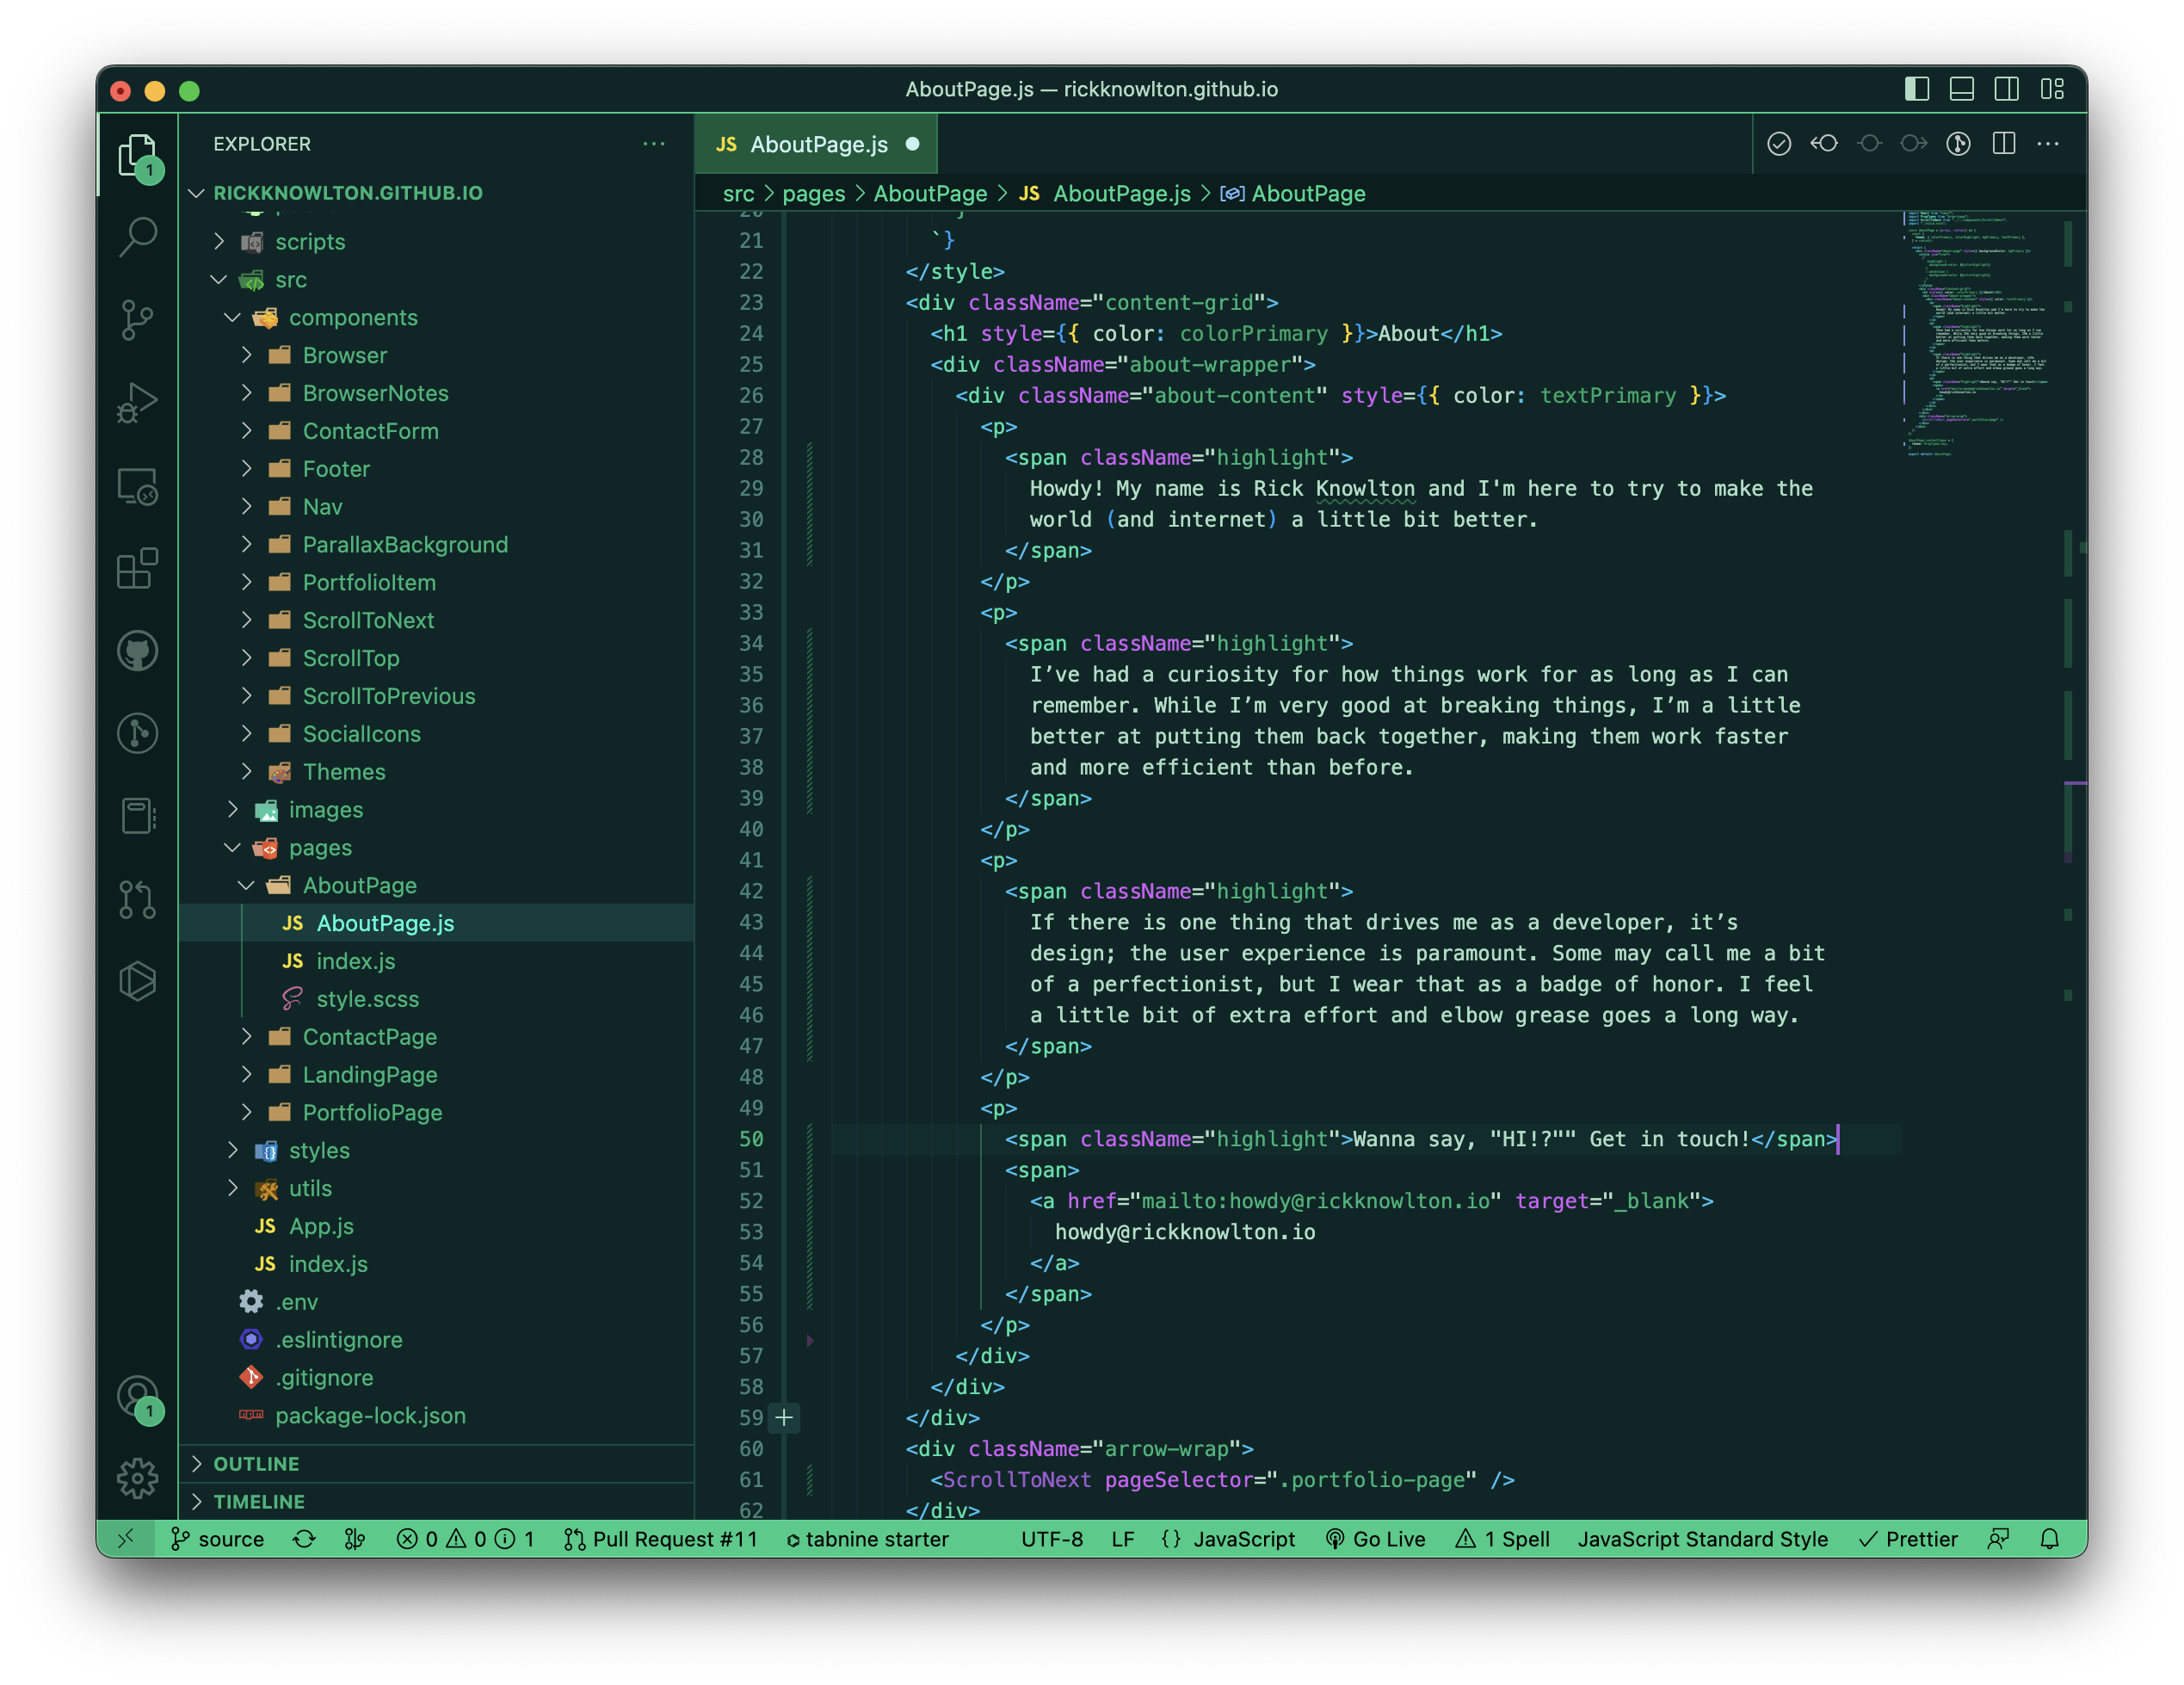 AboutPage.js — rickknowlton.github.io
EXPLORER
RICKKNOWLTON.GITHUB.IO
scripts
src
components
Browser
BrowserNotes
ContactForm
Footer
Nav
ParallaxBackground
PortfolioItem
ScrollToNext
ScrollTop
ScrollToPrevious
SocialIcons
Themes
images
pages
AboutPage
JS AboutPage.js
JS index.js
style.scss
ContactPage
LandingPage
PortfolioPage
styles
utils
JS App.js
JS index.js
.env
.eslintignore
.gitignore
package-lock.json
OUTLINE
TIMELINE
1
1
JS AboutPage.js
src > pages > AboutPage > JS AboutPage.js > AboutPage
20 }
21 `}
22 </style>
23 <div className="content-grid">
24 <h1 style={{ color: colorPrimary }}>About</h1>
25 <div className="about-wrapper">
26 <div className="about-content" style={{ color: textPrimary }}>
27 <p>
28 <span className="highlight">
29 Howdy! My name is Rick Knowlton and I'm here to try to make the
30 world (and internet) a little bit better.
31 </span>
32 </p>
33 <p>
34 <span className="highlight">
35 I’ve had a curiosity for how things work for as long as I can
36 remember. While I’m very good at breaking things, I’m a little
37 better at putting them back together, making them work faster
38 and more efficient than before.
39 </span>
40 </p>
41 <p>
42 <span className="highlight">
43 If there is one thing that drives me as a developer, it’s
44 design; the user experience is paramount. Some may call me a bit
45 of a perfectionist, but I wear that as a badge of honor. I feel
46 a little bit of extra effort and elbow grease goes a long way.
47 </span>
48 </p>
49 <p>
50 <span className="highlight">Wanna say, "HI!?"" Get in touch!</span>
51 <span>
52 <a href="mailto:howdy@rickknowlton.io" target="_blank">
53 howdy@rickknowlton.io
54 </a>
55 </span>
56 </p>
57 </div>
58 </div>
59 </div>
60 <div className="arrow-wrap">
61 <ScrollToNext pageSelector=".portfolio-page" />
62 </div>
source 0 0 1 Pull Request #11 tabnine starter UTF-8 LF {} JavaScript Go Live 1 Spell JavaScript Standard Style Prettier